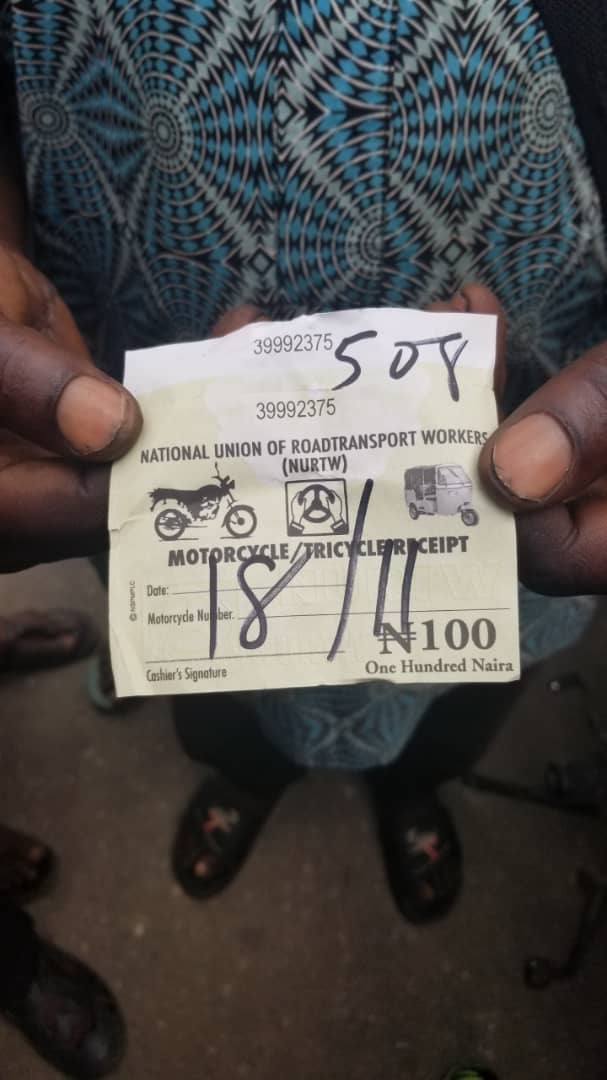 39992375
508
39992375
NATIONAL UNION OF ROADTRANSPORT WORKERS
(NURTW)
MOTORCYCLE/TRICYCLE RECEIPT
© NSPMPLC
Date:
18/11
Motorcycle Number.
₦100
One Hundred Naira
Cashier's Signature